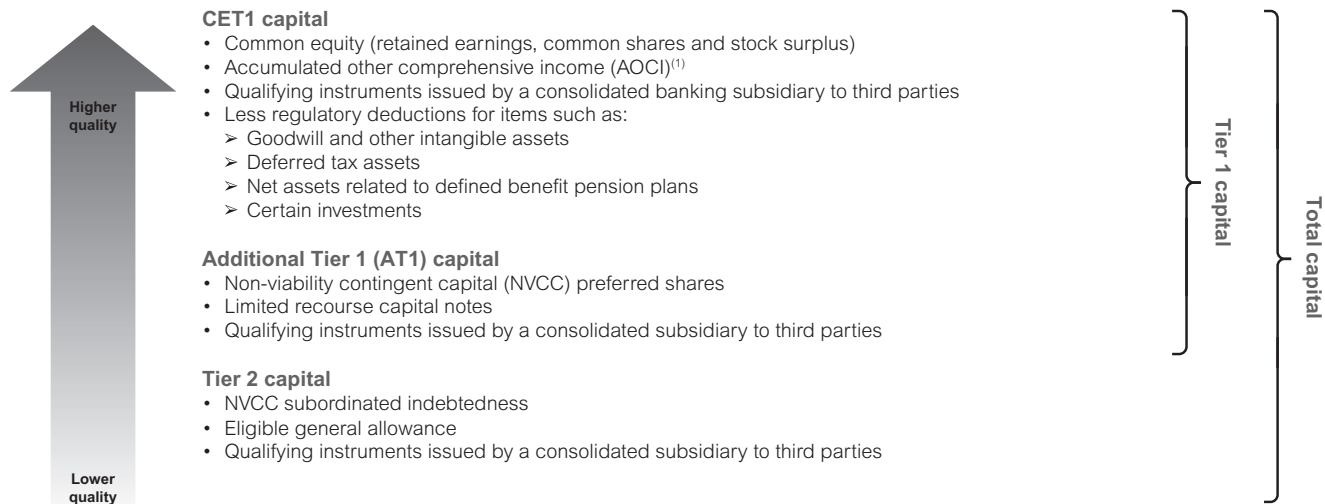 CET1 capital
• Common equity (retained earnings, common shares and stock surplus)
• Accumulated other comprehensive income (AOCI)(1)
• Qualifying instruments issued by a consolidated banking subsidiary to third parties
• Less regulatory deductions for items such as:
➢ Goodwill and other intangible assets
➢ Deferred tax assets
➢ Net assets related to defined benefit pension plans
➢ Certain investments
Additional Tier 1 (AT1) capital
• Non-viability contingent capital (NVCC) preferred shares
• Limited recourse capital notes
• Qualifying instruments issued by a consolidated subsidiary to third parties
Tier 2 capital
• NVCC subordinated indebtedness
• Eligible general allowance
• Qualifying instruments issued by a consolidated subsidiary to third parties
Higher
quality
Lower
quality
Tier 1 capital
Total capital